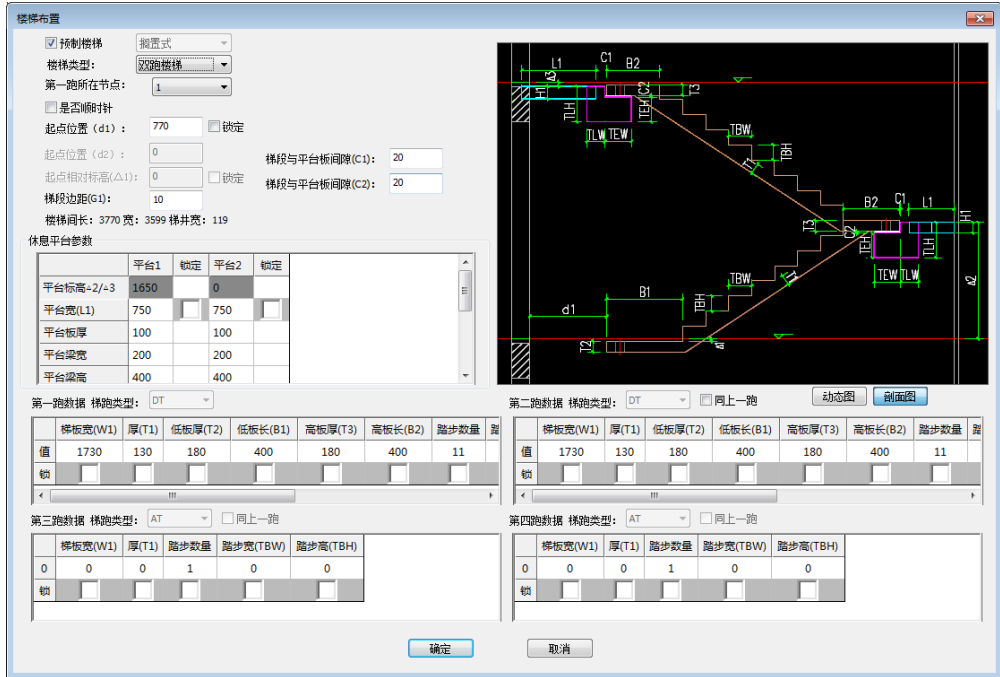 楼梯布置
预制楼梯 搁置式
楼梯类型: 双跑楼梯
第一跑所在节点: 1
是否顺时针
起点位置(d1): 770 锁定
起点位置(d2): 0
起点相对标高(△1): 0 锁定
梯段与平台板间隙(C1): 20
梯段与平台板间隙(C2): 20
梯段边距(G1): 10
楼梯间长: 3770 宽: 3599 梯井宽: 119
休息平台参数
平台1 锁定 平台2 锁定
平台标高△2/△3 1650 0
平台宽(L1) 750 750
平台板厚 100 100
平台梁宽 200 200
平台梁高 400 400
L1 C1 B2
△3 H1 TLH C2 TEH T3
TLW TEW TBW
TBH T1
B2 C1 L1
T3 C2 TEH TLH H1
TEW TLW
TBW T1 △2
B1 TBH
d1
T2 △1
动态图 剖面图
第一跑数据 梯跑类型: DT
梯板宽(W1) 厚(T1) 低板厚(T2) 低板长(B1) 高板厚(T3) 高板长(B2) 踏步数量 踏
值 1730 130 180 400 180 400 11
锁
第二跑数据 梯跑类型: DT 同上一跑
梯板宽(W1) 厚(T1) 低板厚(T2) 低板长(B1) 高板厚(T3) 高板长(B2) 踏步数量 踏
值 1730 130 180 400 180 400 11
锁
第三跑数据 梯跑类型: AT 同上一跑
梯板宽(W1) 厚(T1) 踏步数量 踏步宽(TBW) 踏步高(TBH)
0 0 0 1 0 0
锁
第四跑数据 梯跑类型: AT 同上一跑
梯板宽(W1) 厚(T1) 踏步数量 踏步宽(TBW) 踏步高(TBH)
0 0 0 1 0 0
锁
确定 取消